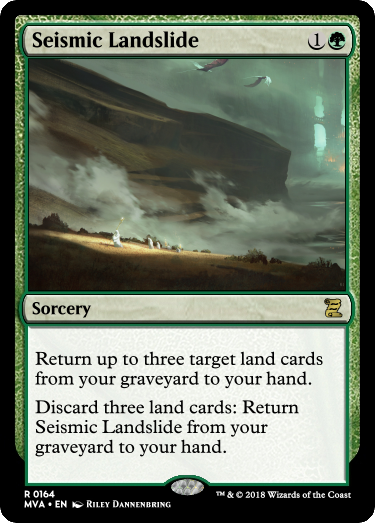 Seismic Landslide 1
Sorcery
Return up to three target land cards
from your graveyard to your hand.
Discard three land cards: Return
Seismic Landslide from your
graveyard to your hand.
R 0164
MVA • EN Riley Dannenbring
™ & © 2018 Wizards of the Coast